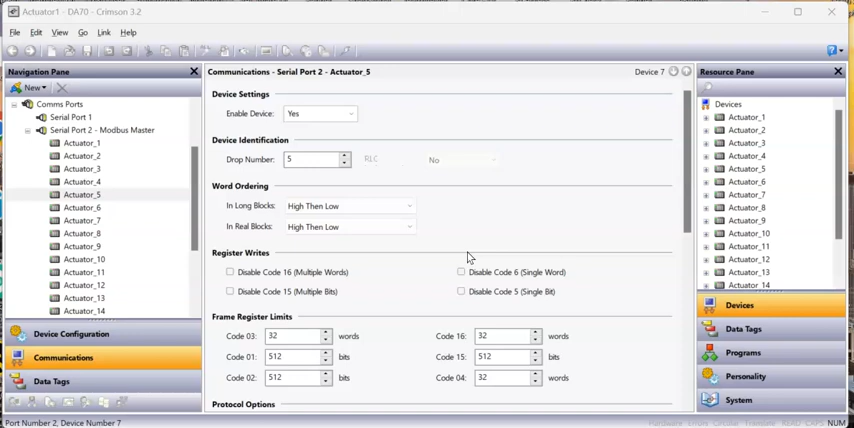 Actuator1 - DA70 - Crimson 3.2
File Edit View Go Link Help
Navigation Pane
New
Comms Ports
Serial Port 1
Serial Port 2 - Modbus Master
Actuator_1
Actuator_2
Actuator_3
Actuator_4
Actuator_5
Actuator_6
Actuator_7
Actuator_8
Actuator_9
Actuator_10
Actuator_11
Actuator_12
Actuator_13
Actuator_14
Device Configuration
Communications
Data Tags
Communications - Serial Port 2 - Actuator_5 Device 7
Device Settings
Enable Device: Yes
Device Identification
Drop Number: 5 RLC No
Word Ordering
In Long Blocks: High Then Low
In Real Blocks: High Then Low
Register Writes
Disable Code 16 (Multiple Words) Disable Code 6 (Single Word)
Disable Code 15 (Multiple Bits) Disable Code 5 (Single Bit)
Frame Register Limits
Code 03: 32 words Code 16: 32 words
Code 01: 512 bits Code 15: 512 bits
Code 02: 512 bits Code 04: 32 words
Protocol Options
Resource Pane
Devices
Actuator_1
Actuator_2
Actuator_3
Actuator_4
Actuator_5
Actuator_6
Actuator_7
Actuator_8
Actuator_9
Actuator_10
Actuator_11
Actuator_12
Actuator_13
Actuator_14
Devices
Data Tags
Programs
Personality
System
Port Number 2, Device Number 7 Hardware Errors Circular Translate READ CAPS NUM